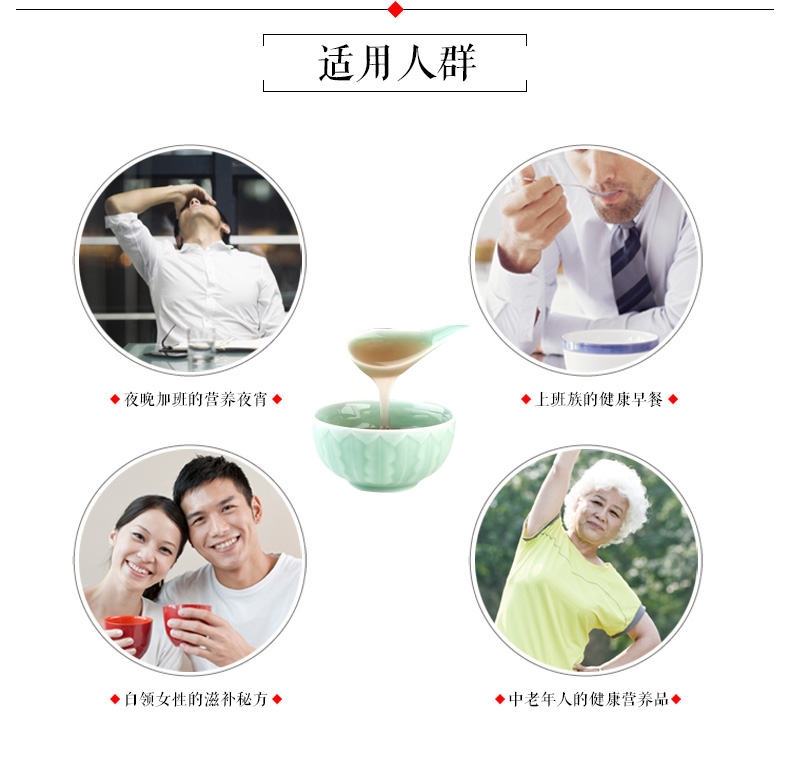 适用人群
夜晚加班的营养夜宵
上班族的健康早餐
白领女性的滋补秘方
中老年人的健康营养品